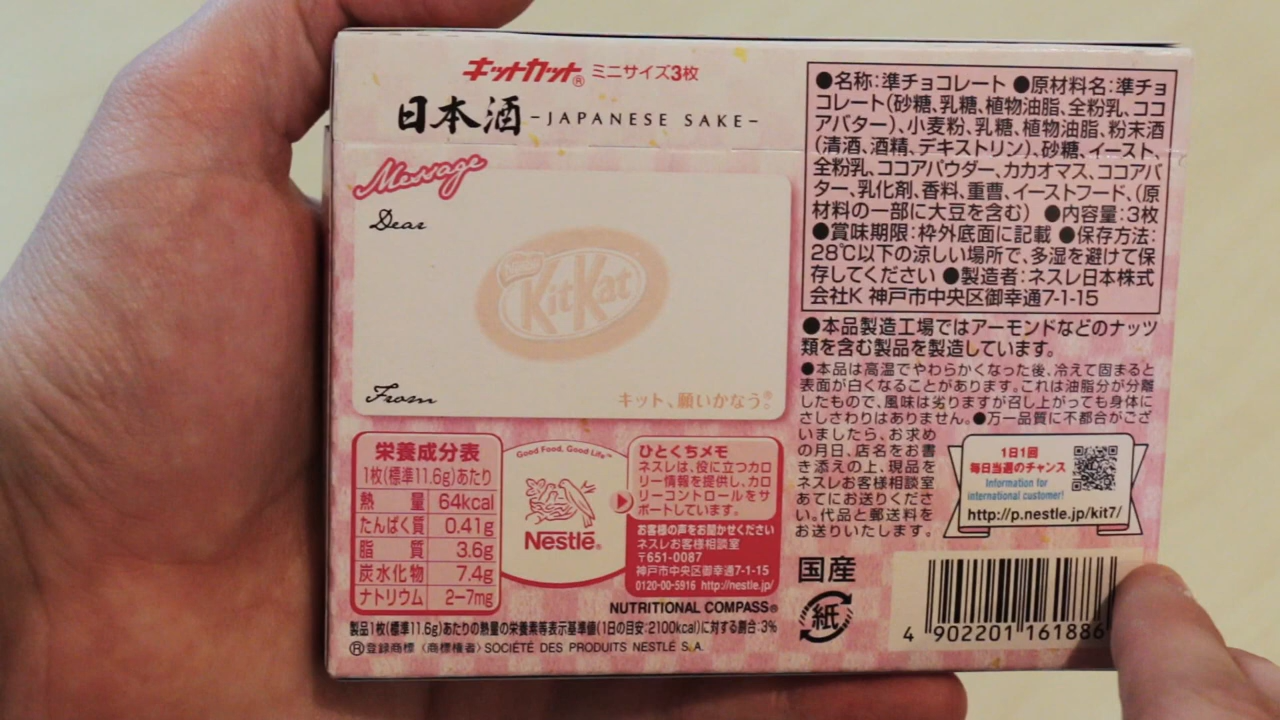 キットカット® ミニサイズ3枚
日本酒 -JAPANESE SAKE-
Message
Dear
Nestlé
KitKat
From
キット、願いかなう®。
●名称:準チョコレート ●原材料名:準チョ
コレート(砂糖、乳糖、植物油脂、全粉乳、ココ
アバター)、小麦粉、乳糖、植物油脂、粉末酒
(清酒、酒精、デキストリン)、砂糖、イースト、
全粉乳、ココアパウダー、カカオマス、ココアバ
ター、乳化剤、香料、重曹、イーストフード、(原
材料の一部に大豆を含む) ●内容量:3枚
●賞味期限:枠外底面に記載 ●保存方法:
28℃以下の涼しい場所で、多湿を避けて保
存してください ●製造者:ネスレ日本株式
会社K 神戸市中央区御幸通7-1-15
●本品製造工場ではアーモンドなどのナッツ
類を含む製品を製造しています。
●本品は高温でやわらかくなった後、冷えて固まると
表面が白くなることがあります。これは油脂分が分離
したもので、風味は劣りますが召し上がっても身体に
さしさわりはありません。●万一品質に不都合がござ
いましたら、お求め
の月日、店名をお書
き添えの上、現品を
ネスレお客様相談室
あてにお送りくださ
い。代品と郵送料を
お送りいたします。
1日1回
毎日当選のチャンス
Information for
international customer!
http://p.nestle.jp/kit7/
栄養成分表
1枚(標準11.6g)あたり
熱量 64kcal
たんぱく質 0.41g
脂質 3.6g
炭水化物 7.4g
ナトリウム 2-7mg
Good Food, Good Life™
Nestlé®
ひとくちメモ
ネスレは、役に立つカロ
リー情報を提供し、カロ
リーコントロールをサ
ポートしています。
お客様の声をお聞かせください
ネスレお客様相談室
〒651-0087
神戸市中央区御幸通7-1-15
0120-00-5916 http://nestle.jp/
NUTRITIONAL COMPASS®
製品1枚(標準11.6g)あたりの熱量の栄養素等表示基準値(1日の目安:2100kcal)に対する割合:3%
®登録商標 (商標権者) SOCIÉTÉ DES PRODUITS NESTLÉ S.A.
国産
紙
4 902201 161886